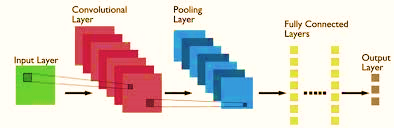 Convolutional
Layer
Pooling
Layer
Fully Connected
Layers
Input Layer
Output Layer